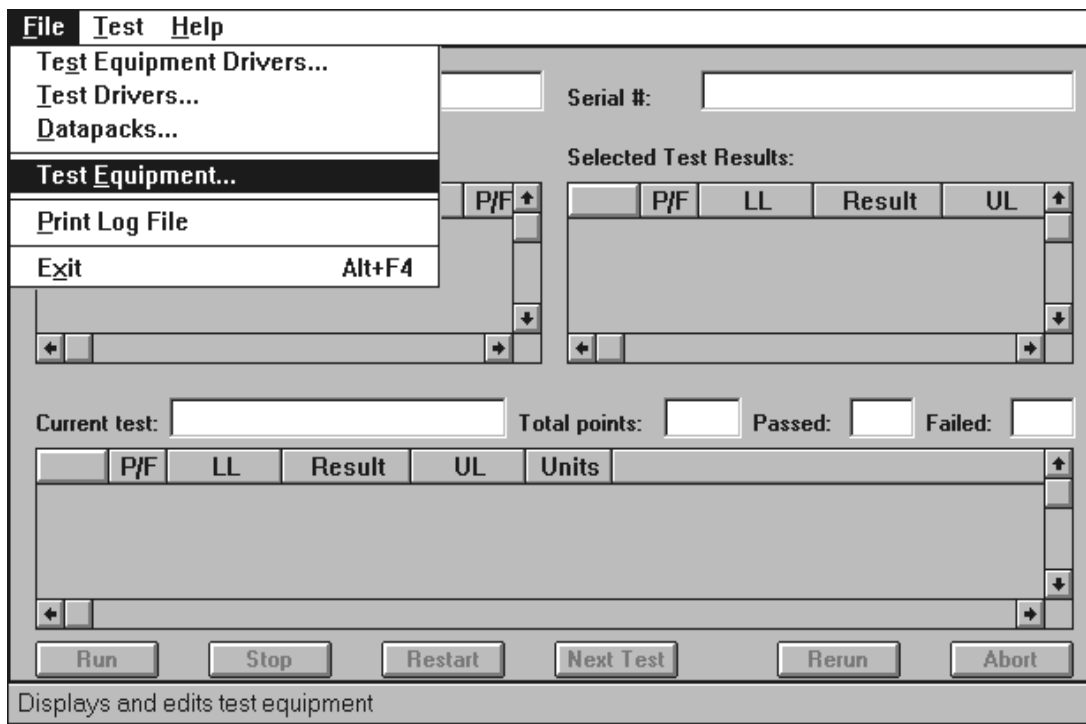 File Test Help
Test Equipment Drivers...
Test Drivers...
Datapacks...
Test Equipment...
Print Log File
Exit Alt+F4
Serial #:
Selected Test Results:
P/F
P/F LL Result UL
Current test: Total points: Passed: Failed:
P/F LL Result UL Units
Run Stop Restart Next Test Rerun Abort
Displays and edits test equipment